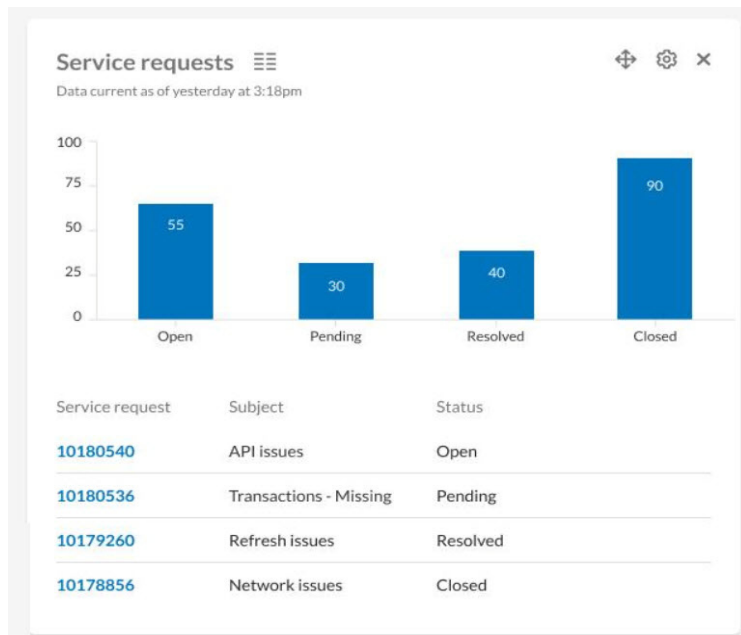 Service requests
Data current as of yesterday at 3:18pm
100
75
50
25
0
55
30
40
90
Open Pending Resolved Closed
Service request Subject Status
10180540 API issues Open
10180536 Transactions - Missing Pending
10179260 Refresh issues Resolved
10178856 Network issues Closed